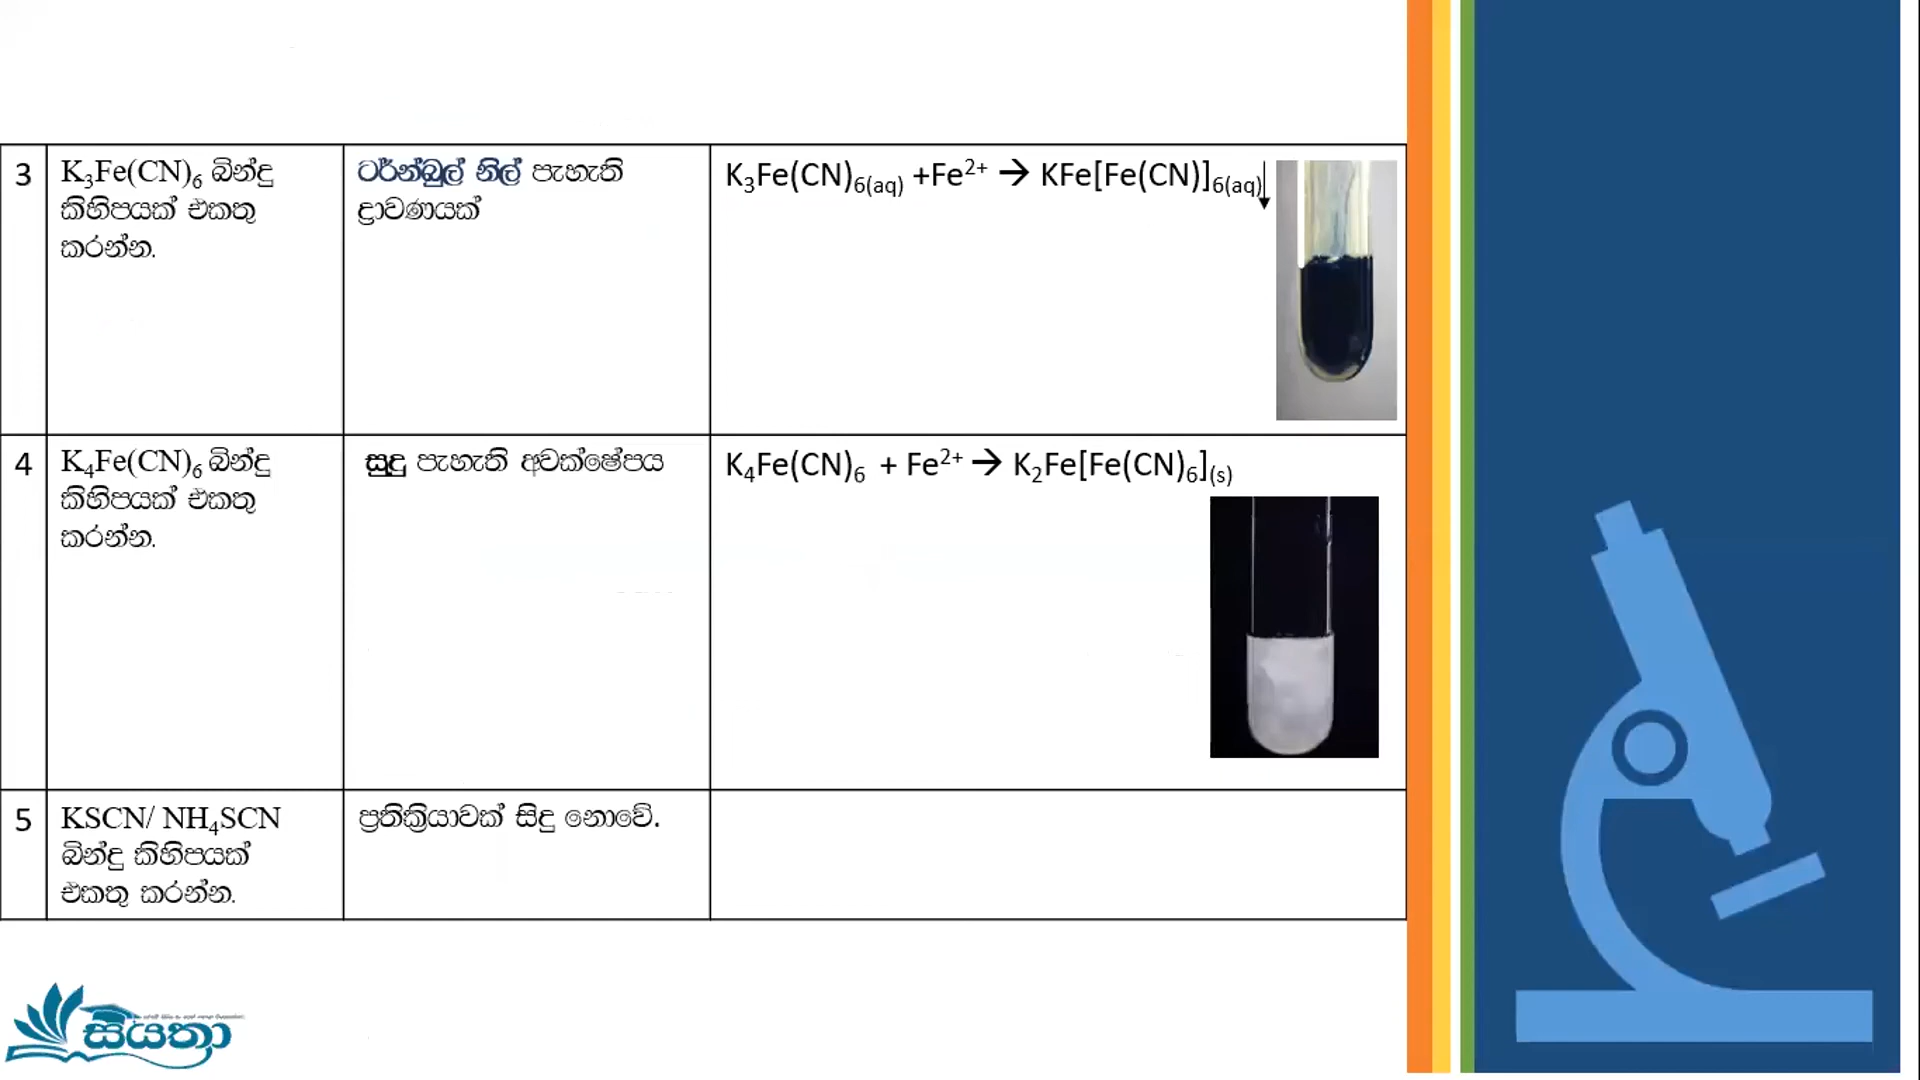 3
K₃Fe(CN)₆ බින්දු
කිහිපයක් එකතු
කරන්න.
ටර්න්බුල් නිල් පැහැති
ද්‍රාවණයක්
K₃Fe(CN)₆₍aq₎ +Fe²⁺ → KFe[Fe(CN)]₆₍aq₎↓
4
K₄Fe(CN)₆ බින්දු
කිහිපයක් එකතු
කරන්න.
සුදු පැහැති අවක්ෂේපය
K₄Fe(CN)₆ + Fe²⁺ → K₂Fe[Fe(CN)₆]₍s₎
5
KSCN/ NH₄SCN
බින්දු කිහිපයක්
එකතු කරන්න.
ප්‍රතික්‍රියාවක් සිදු නොවේ.
සියත්‍රා